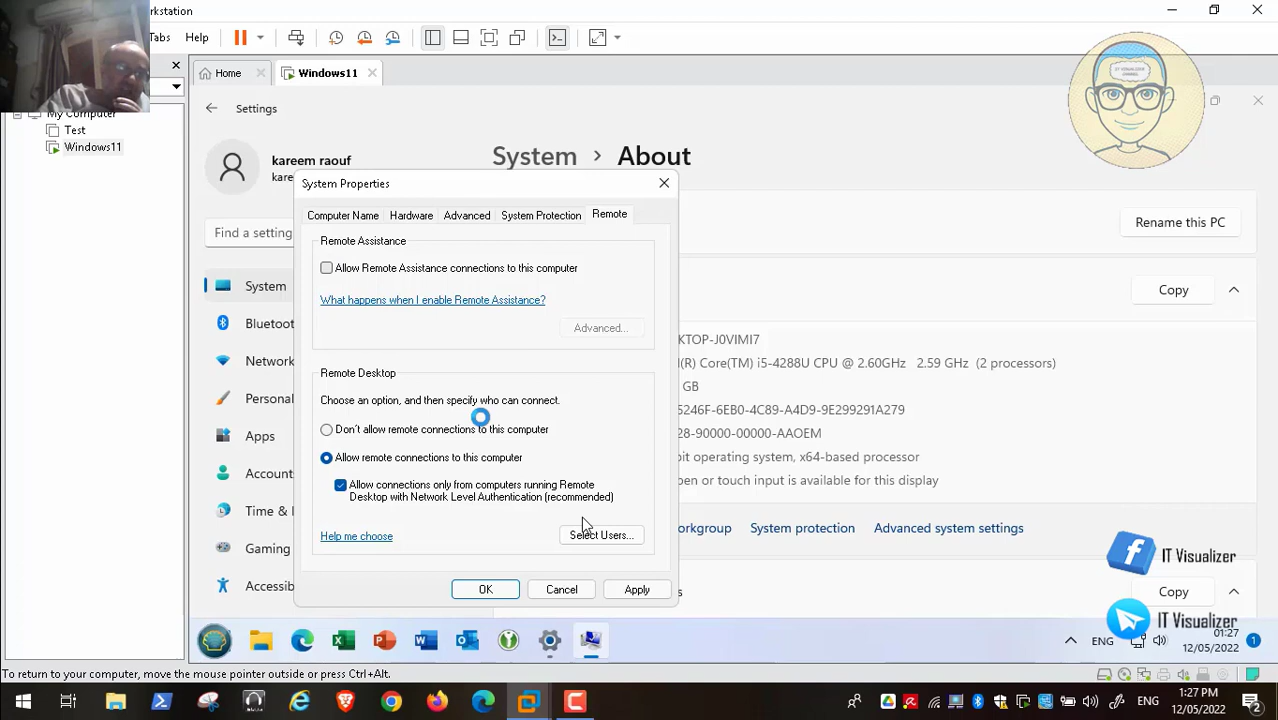 rkstation
Tabs
Help
Home
Windows11
My Computer
Test
Windows11
Settings
IT VISUALIZER
CHANNEL
kareem raouf
karee
System > About
Find a setting
Rename this PC
System Properties
Computer Name
Hardware
Advanced
System Protection
Remote
Remote Assistance
Allow Remote Assistance connections to this computer
What happens when I enable Remote Assistance?
Advanced...
Remote Desktop
Choose an option, and then specify who can connect.
Don't allow remote connections to this computer
Allow remote connections to this computer
Allow connections only from computers running Remote
Desktop with Network Level Authentication (recommended)
Help me choose
Select Users...
OK
Cancel
Apply
System
Bluetoot
Network
Personal
Apps
Account
Time & l
Gaming
Accessib
Copy
KTOP-J0VIMI7
(R) Core(TM) i5-4288U CPU @ 2.60GHz 2.59 GHz (2 processors)
GB
5246F-6EB0-4C89-A4D9-9E299291A279
28-90000-00000-AAOEM
bit operating system, x64-based processor
pen or touch input is available for this display
orkgroup
System protection
Advanced system settings
s
Copy
IT Visualizer
IT Visualizer
ENG
01:27
12/05/2022
1
To return to your computer, move the mouse pointer outside or press Ctrl+Alt.
ENG
1:27 PM
12/05/2022
2